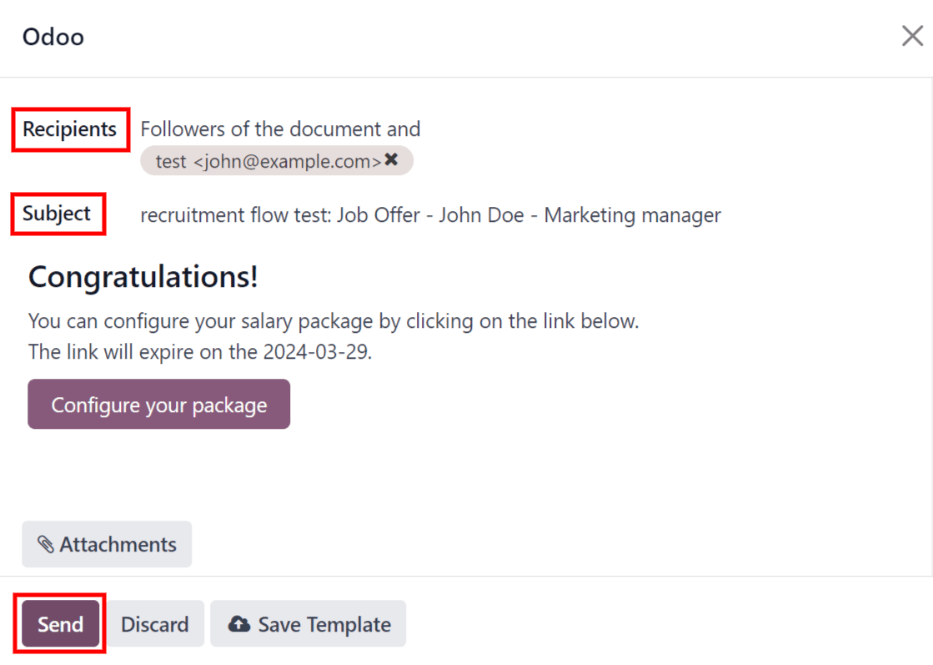 Odoo
Recipients Followers of the document and
test <john@example.com>
Subject recruitment flow test: Job Offer - John Doe - Marketing manager
Congratulations!
You can configure your salary package by clicking on the link below.
The link will expire on the 2024-03-29.
Configure your package
Attachments
Send Discard Save Template